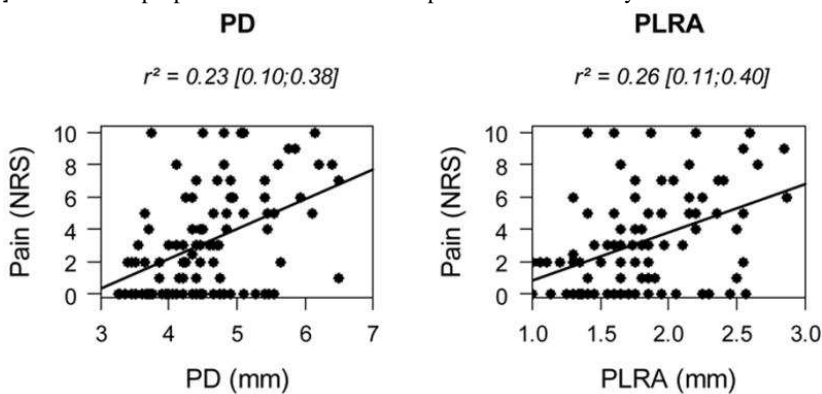 PD
r² = 0.23 [0.10;0.38]
Pain (NRS)
10
8
6
4
2
0
3 4 5 6 7
PD (mm)
PLRA
r² = 0.26 [0.11;0.40]
Pain (NRS)
10
8
6
4
2
0
1.0 1.5 2.0 2.5 3.0
PLRA (mm)